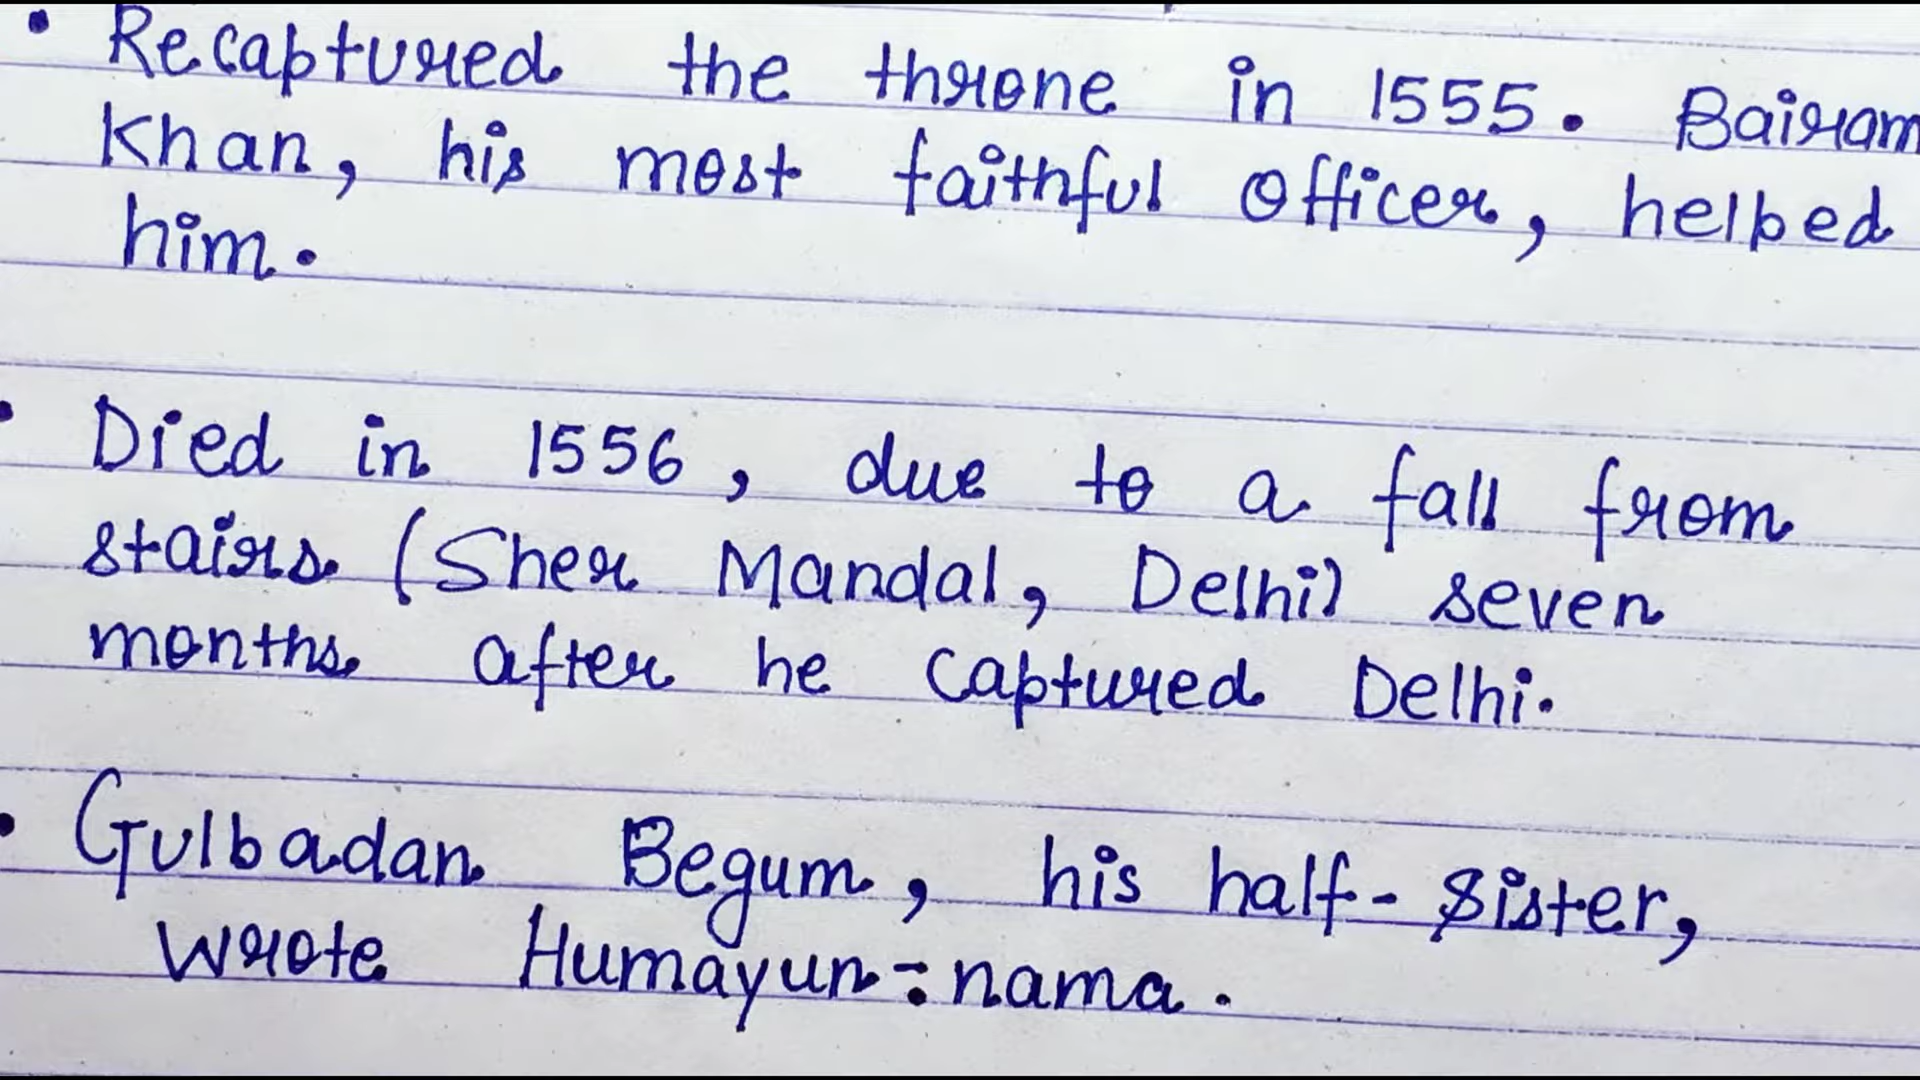 • Recaptured the throne in 1555. Bairam
Khan, his most faithful officer, helped
him.
• Died in 1556, due to a fall from
stairs (Sher Mandal, Delhi) seven
months after he captured Delhi.
• Gulbadan Begum, his half-sister,
wrote Humayun-nama.